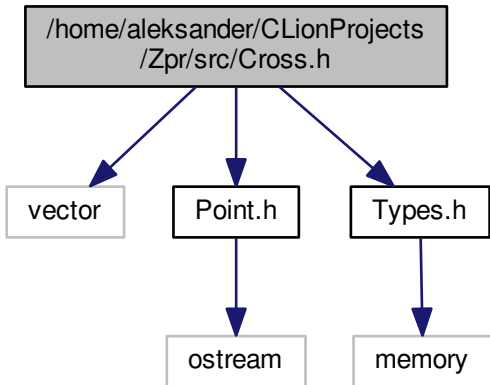 /home/aleksander/CLionProjects
/Zpr/src/Cross.h
vector
Point.h
Types.h
ostream
memory